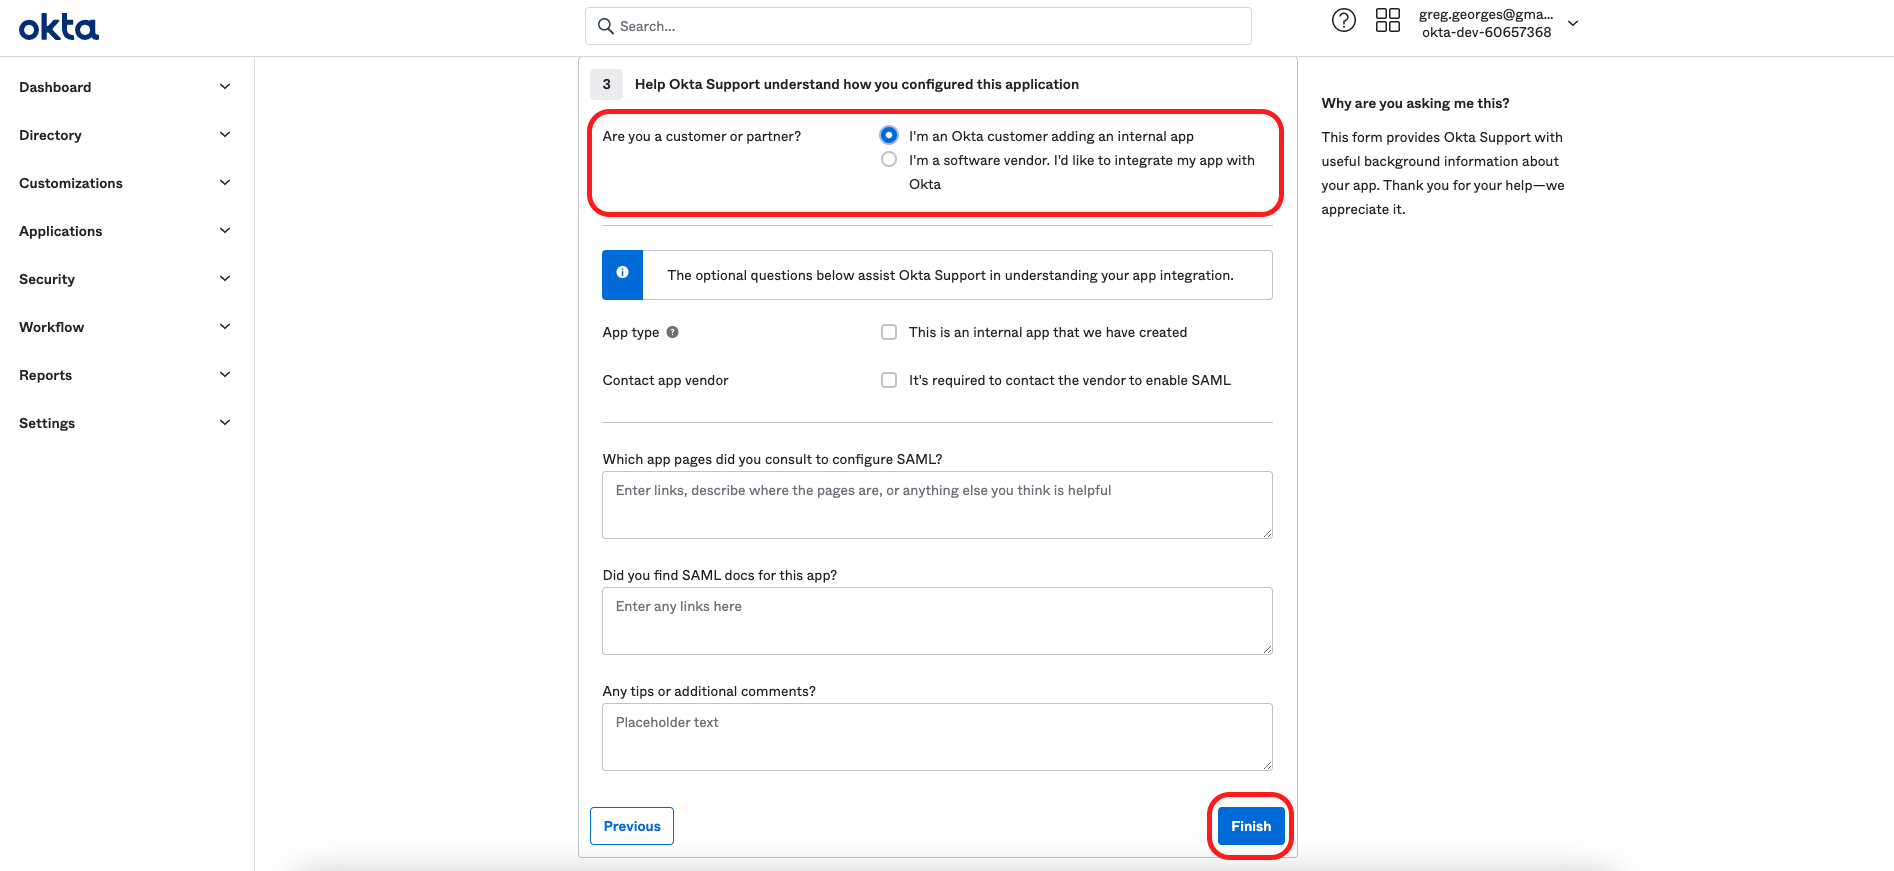 okta
Search...
greg.georges@gma...
okta-dev-60657368
Dashboard
Directory
Customizations
Applications
Security
Workflow
Reports
Settings
3 Help Okta Support understand how you configured this application
Are you a customer or partner?
I'm an Okta customer adding an internal app
I'm a software vendor. I'd like to integrate my app with
Okta
The optional questions below assist Okta Support in understanding your app integration.
App type
This is an internal app that we have created
Contact app vendor
It's required to contact the vendor to enable SAML
Which app pages did you consult to configure SAML?
Enter links, describe where the pages are, or anything else you think is helpful
Did you find SAML docs for this app?
Enter any links here
Any tips or additional comments?
Placeholder text
Previous
Finish
Why are you asking me this?
This form provides Okta Support with
useful background information about
your app. Thank you for your help—we
appreciate it.